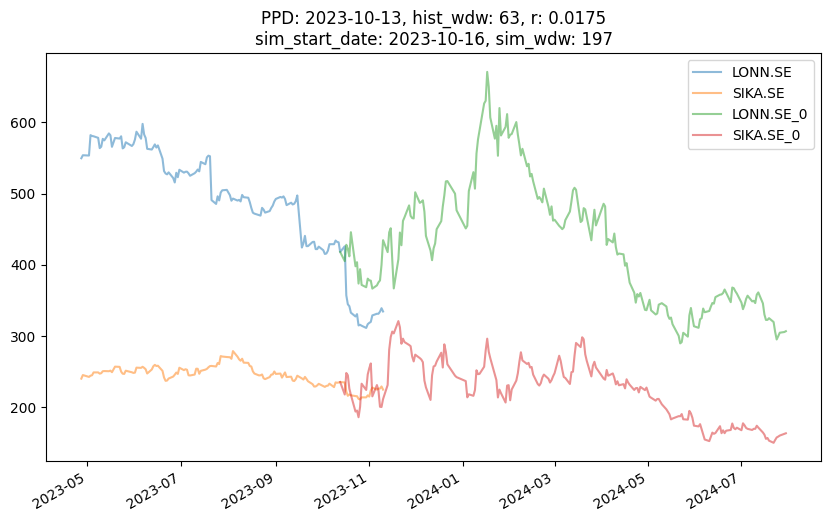 PPD: 2023-10-13, hist_wdw: 63, r: 0.0175
sim_start_date: 2023-10-16, sim_wdw: 197
LONN.SE
SIKA.SE
LONN.SE_0
SIKA.SE_0
600
500
400
300
200
2023-05
2023-07
2023-09
2023-11
2024-01
2024-03
2024-05
2024-07